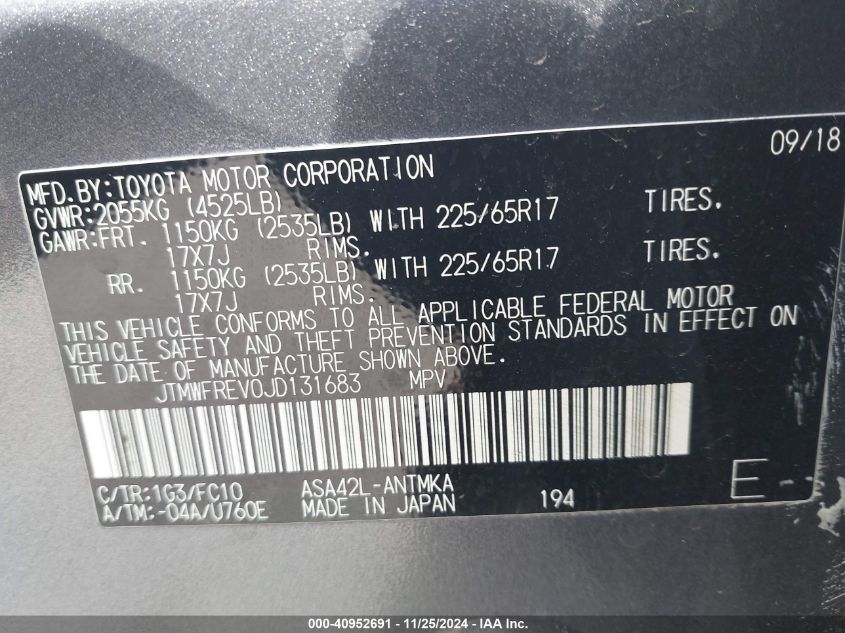 09/18
MFD.BY:TOYOTA MOTOR CORPORATION
GVWR:2055KG (4525LB)
GAWR:FRT. 1150KG (2535LB) WITH 225/65R17 TIRES.
17X7J RIMS.
RR. 1150KG (2535LB) WITH 225/65R17 TIRES.
17X7J RIMS.
THIS VEHICLE CONFORMS TO ALL APPLICABLE FEDERAL MOTOR
VEHICLE SAFETY AND THEFT PREVENTION STANDARDS IN EFFECT ON
THE DATE OF MANUFACTURE SHOWN ABOVE.
JTMWFREV0JD131683 MPV
C/TR:1G3/FC10 ASA42L-ANTMKA
A/TM:-04A/U760E MADE IN JAPAN 194 E
000-40952691 - 11/25/2024 - IAA Inc.